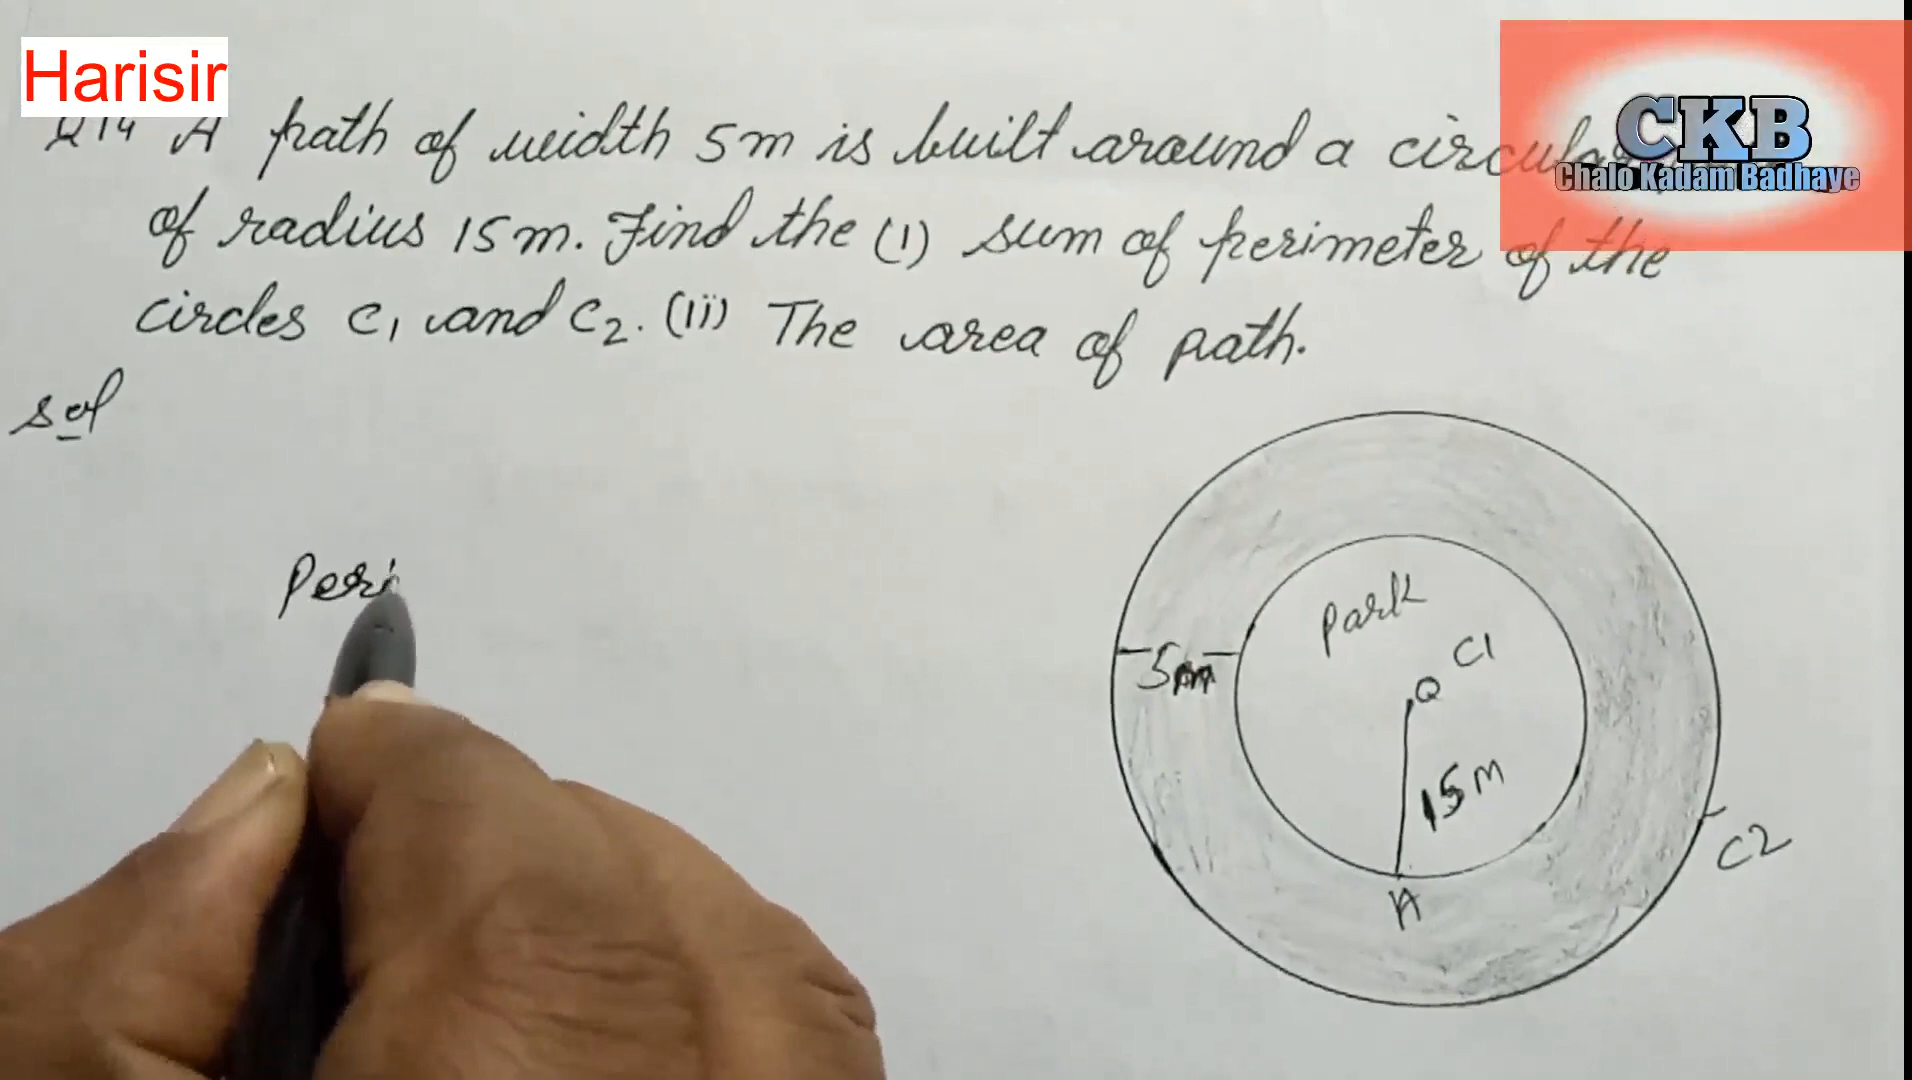 Harisir
CKB
Chalo Kadam Badhaye
Q14 A path of width 5m is built around a circular
of radius 15m. Find the (i) sum of perimeter of the
circles C1 and C2. (ii) The area of path.
Sol
Peri
Park
C1
O
5m
15m
A
C2